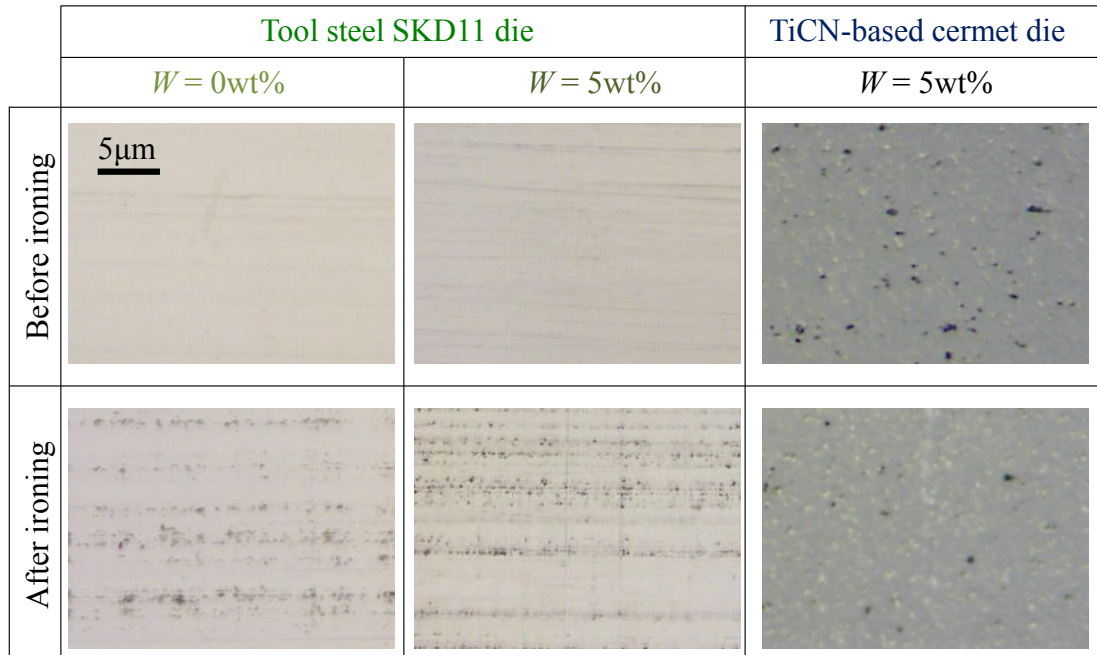 Tool steel SKD11 die
TiCN-based cermet die
W = 0wt%
W = 5wt%
W = 5wt%
Before ironing
5μm
After ironing